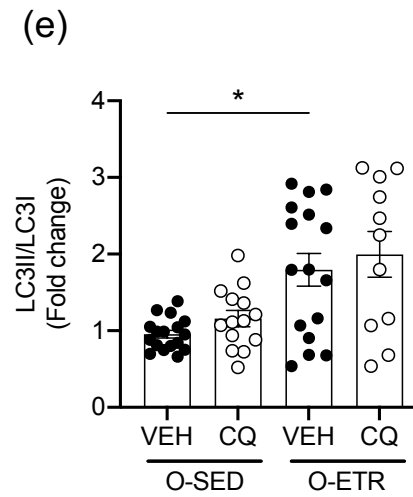 (e)
LC3II/LC3I
(Fold change)
4
3
2
1
0
*
VEH CQ VEH CQ
O-SED O-ETR